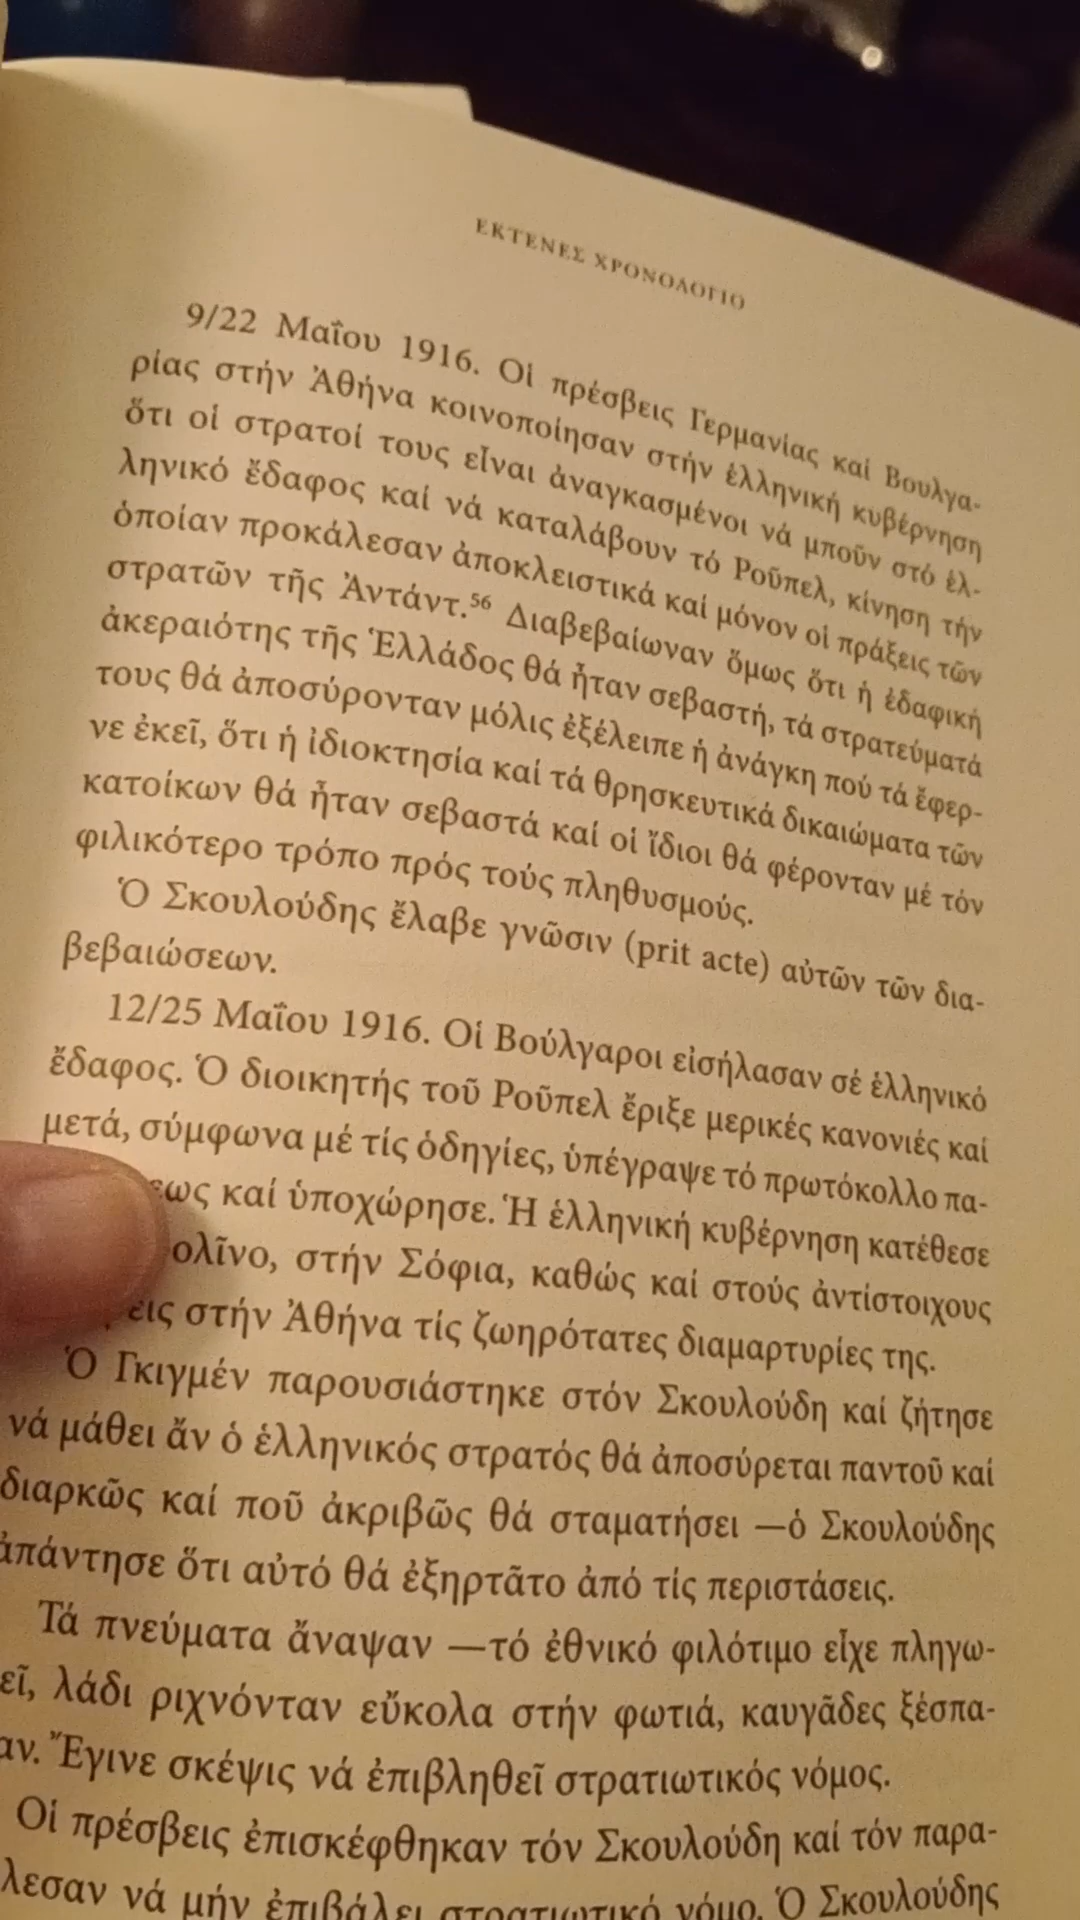 ΕΚΤΕΝΕΣ ΧΡΟΝΟΛΟΓΙΟ
9/22 Μαΐου 1916. Οἱ πρέσβεις Γερμανίας καί Βουλγα-
ρίας στήν Ἀθήνα κοινοποίησαν στήν ἑλληνική κυβέρνηση
ὅτι οἱ στρατοί τους εἶναι ἀναγκασμένοι νά μποῦν στό ἑλ-
ληνικό ἔδαφος καί νά καταλάβουν τό Ροῦπελ, κίνηση τήν
ὁποίαν προκάλεσαν ἀποκλειστικά καί μόνον οἱ πράξεις τῶν
στρατῶν τῆς Ἀντάντ.⁵⁶ Διαβεβαίωναν ὅμως ὅτι ἡ ἐδαφική
ἀκεραιότης τῆς Ἑλλάδος θά ἦταν σεβαστή, τά στρατεύματά
τους θά ἀποσύρονταν μόλις ἐξέλειπε ἡ ἀνάγκη πού τά ἔφερ-
νε ἐκεῖ, ὅτι ἡ ἰδιοκτησία καί τά θρησκευτικά δικαιώματα τῶν
κατοίκων θά ἦταν σεβαστά καί οἱ ἴδιοι θά φέρονταν μέ τόν
φιλικότερο τρόπο πρός τούς πληθυσμούς.
Ὁ Σκουλούδης ἔλαβε γνῶσιν (prit acte) αὐτῶν τῶν δια-
βεβαιώσεων.
12/25 Μαΐου 1916. Οἱ Βούλγαροι εἰσήλασαν σέ ἑλληνικό
ἔδαφος. Ὁ διοικητής τοῦ Ροῦπελ ἔριξε μερικές κανονιές καί
μετά, σύμφωνα μέ τίς ὁδηγίες, ὑπέγραψε τό πρωτόκολλο πα-
εως καί ὑποχώρησε. Ἡ ἑλληνική κυβέρνηση κατέθεσε
ολῖνο, στήν Σόφια, καθώς καί στούς ἀντίστοιχους
εις στήν Ἀθήνα τίς ζωηρότατες διαμαρτυρίες της.
Ὁ Γκιγμέν παρουσιάστηκε στόν Σκουλούδη καί ζήτησε
νά μάθει ἄν ὁ ἑλληνικός στρατός θά ἀποσύρεται παντοῦ καί
διαρκῶς καί ποῦ ἀκριβῶς θά σταματήσει —ὁ Σκουλούδης
ἀπάντησε ὅτι αὐτό θά ἐξηρτᾶτο ἀπό τίς περιστάσεις.
Τά πνεύματα ἄναψαν —τό ἐθνικό φιλότιμο εἶχε πληγω-
εῖ, λάδι ριχνόνταν εὔκολα στήν φωτιά, καυγᾶδες ξέσπα-
αν. Ἔγινε σκέψις νά ἐπιβληθεῖ στρατιωτικός νόμος.
Οἱ πρέσβεις ἐπισκέφθηκαν τόν Σκουλούδη καί τόν παρα-
λεσαν νά μήν ἐπιβάλει στρατιωτικό νόμο. Ὁ Σκουλούδης